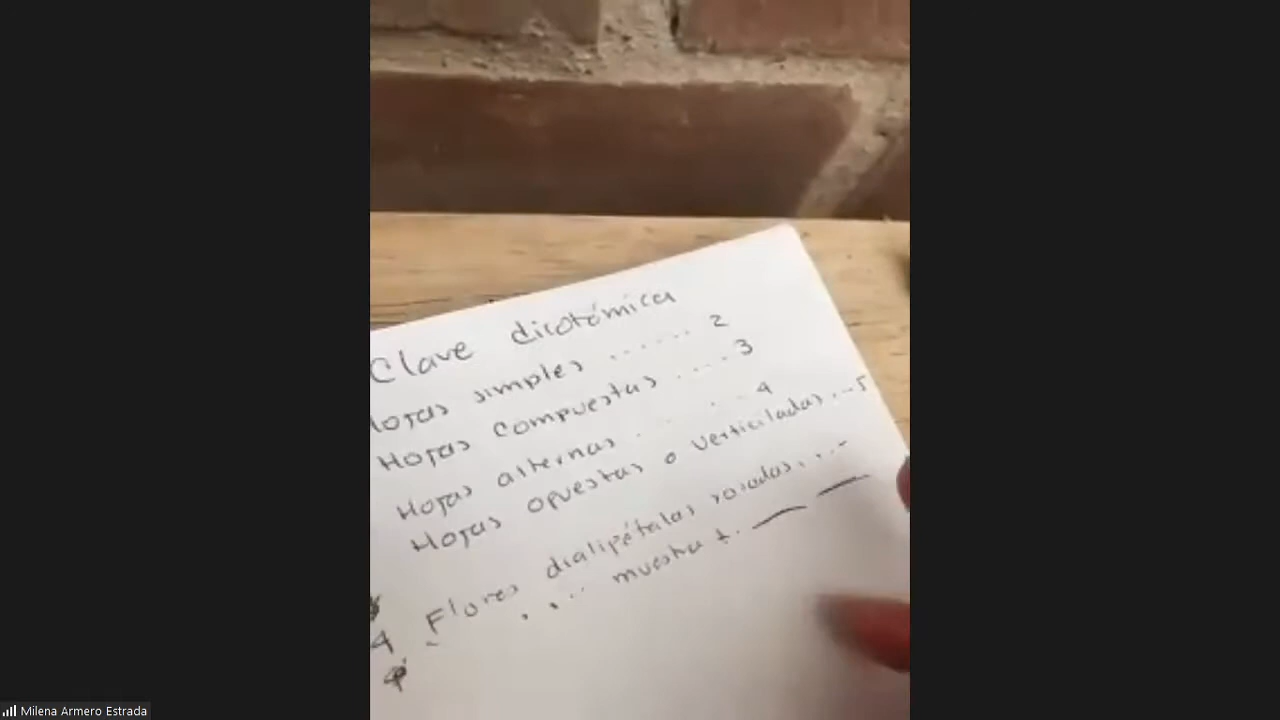 Clave dicotómica
Hojas simples ...... 2
Hojas compuestas .... 3
Hojas alternas . . . . . 4
Hojas opuestas o verticiladas ... 5
4 Flores dialipétalas rosadas....
.... muestra
Milena Armero Estrada